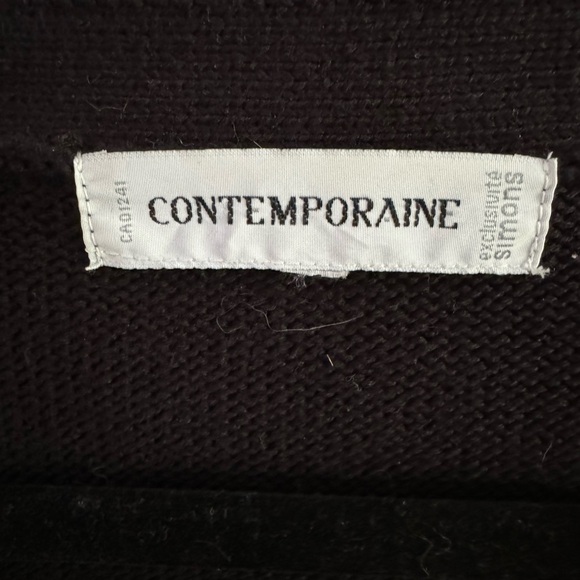 CA01241
CONTEMPORAINE
exclusivité
simons